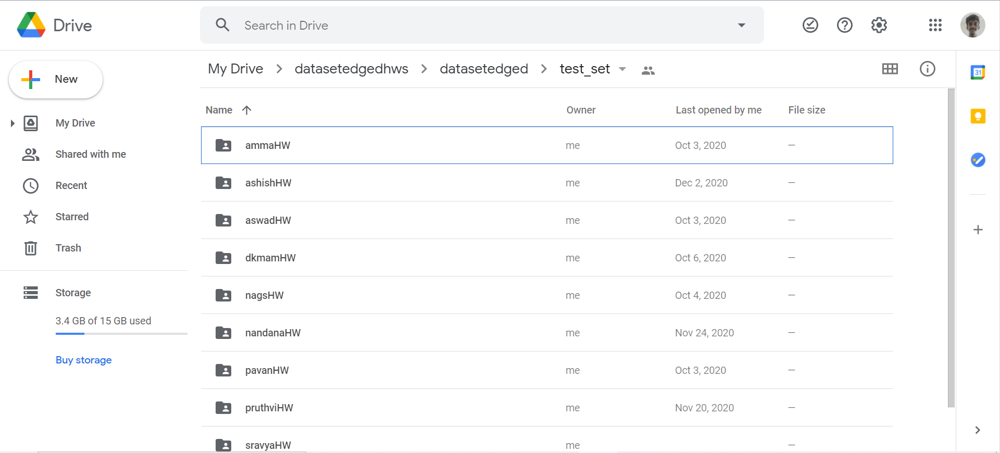 Drive
Search in Drive
New
My Drive
Shared with me
Recent
Starred
Trash
Storage
3.4 GB of 15 GB used
Buy storage
My Drive > datasetedgedhws > datasetedged > test_set
Name Owner Last opened by me File size
ammaHW me Oct 3, 2020 —
ashishHW me Dec 2, 2020 —
aswadHW me Oct 3, 2020 —
dkmamHW me Oct 6, 2020 —
nagsHW me Oct 4, 2020 —
nandanaHW me Nov 24, 2020 —
pavanHW me Oct 3, 2020 —
pruthviHW me Nov 20, 2020 —
sravyaHW me —
31